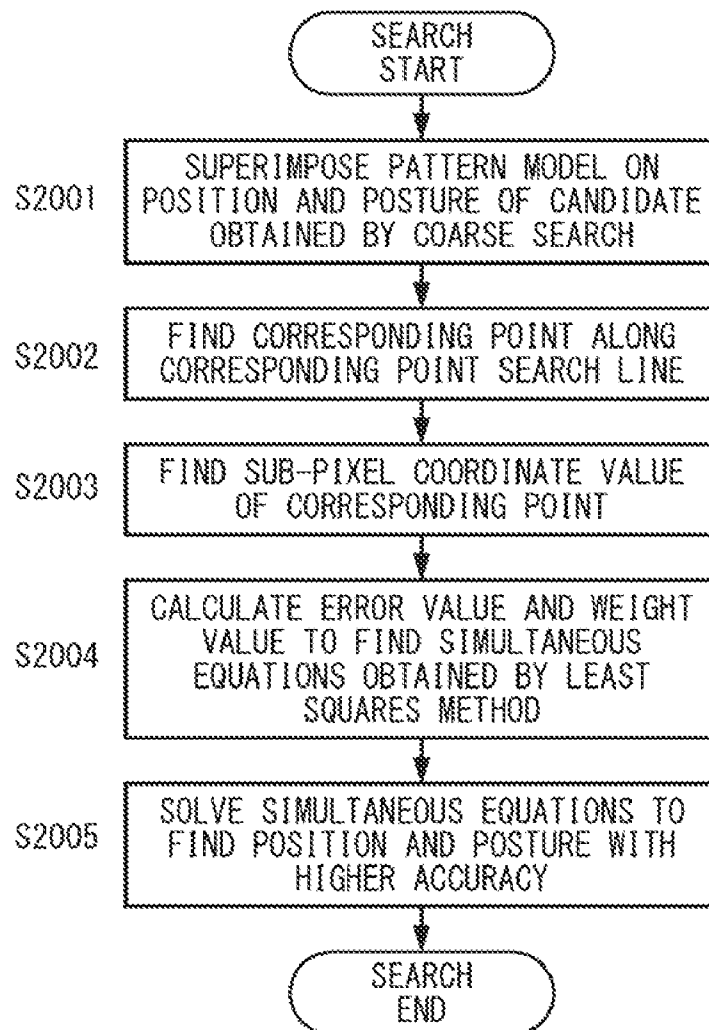 SEARCH
START
S2001
SUPERIMPOSE PATTERN MODEL ON
POSITION AND POSTURE OF CANDIDATE
OBTAINED BY COARSE SEARCH
S2002
FIND CORRESPONDING POINT ALONG
CORRESPONDING POINT SEARCH LINE
S2003
FIND SUB-PIXEL COORDINATE VALUE
OF CORRESPONDING POINT
S2004
CALCULATE ERROR VALUE AND WEIGHT
VALUE TO FIND SIMULTANEOUS
EQUATIONS OBTAINED BY LEAST
SQUARES METHOD
S2005
SOLVE SIMULTANEOUS EQUATIONS TO
FIND POSITION AND POSTURE WITH
HIGHER ACCURACY
SEARCH
END